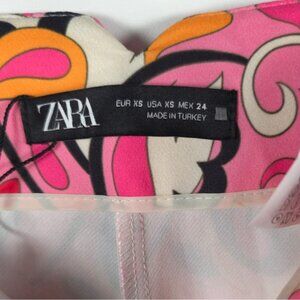 ZARA
EUR XS USA XS MEX 24
MADE IN TURKEY